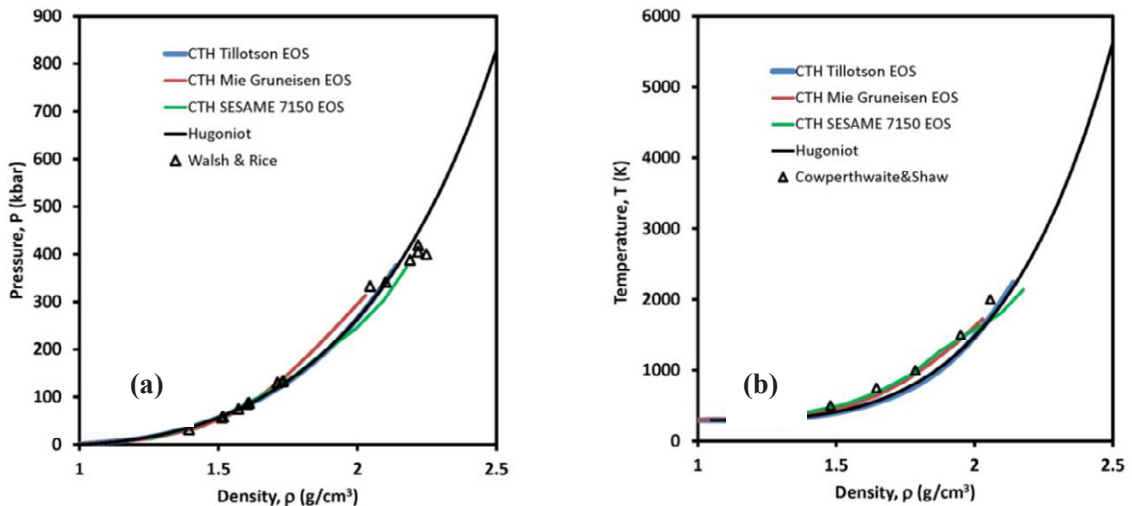 900
800
700
600
500
400
300
200
100
0
1
1.5
2
2.5
Pressure, P (kbar)
Density, ρ (g/cm³)
CTH Tillotson EOS
CTH Mie Gruneisen EOS
CTH SESAME 7150 EOS
Hugoniot
Walsh & Rice
(a)
6000
5000
4000
3000
2000
1000
0
1
1.5
2
2.5
Temperature, T (K)
Density, ρ (g/cm³)
CTH Tillotson EOS
CTH Mie Gruneisen EOS
CTH SESAME 7150 EOS
Hugoniot
Cowperthwaite&Shaw
(b)